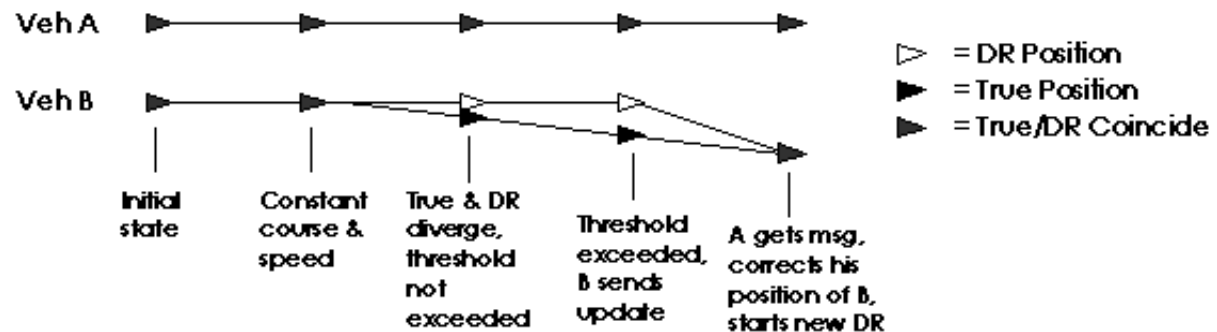 Veh A
= DR Position
Veh B
= True Position
= True/DR Coincide
Initial
state
Constant
course &
speed
True & DR
diverge,
threshold
not
exceeded
Threshold
exceeded,
B sends
update
A gets msg,
corrects his
position of B,
starts new DR